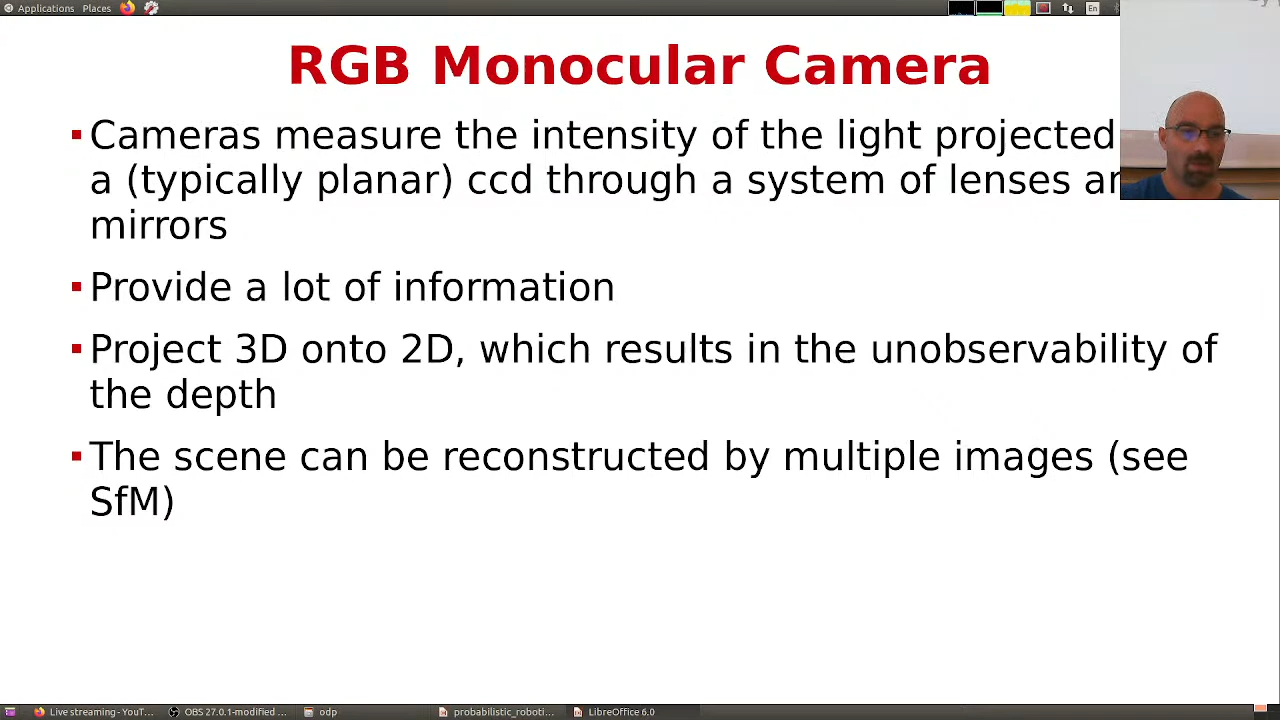 Applications Places En
RGB Monocular Camera
Cameras measure the intensity of the light projected
a (typically planar) ccd through a system of lenses
mirrors
Provide a lot of information
Project 3D onto 2D, which results in the unobservability of
the depth
The scene can be reconstructed by multiple images (see
SfM)
Live streaming - YouT... OBS 27.0.1-modified ... odp probabilistic_roboti... LibreOffice 6.0